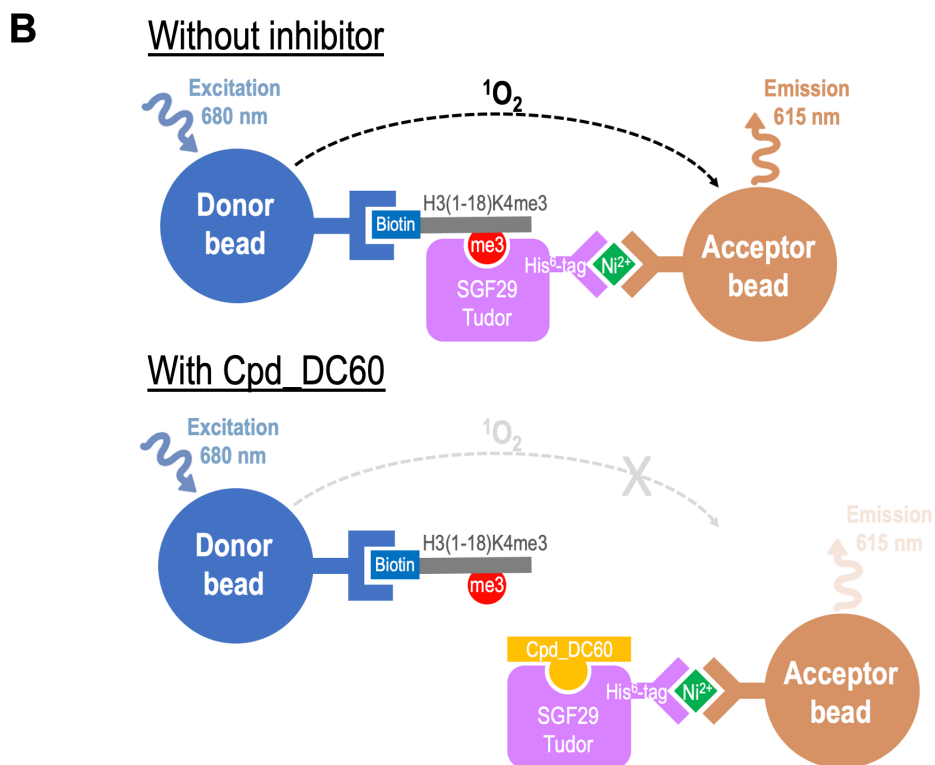 B
Without inhibitor
Excitation
680 nm
¹O₂
Emission
615 nm
Donor
bead
Biotin
H3(1-18)K4me3
me3
SGF29
Tudor
His⁶-tag
Ni²⁺
Acceptor
bead
With Cpd_DC60
Excitation
680 nm
¹O₂
X
Emission
615 nm
Donor
bead
Biotin
H3(1-18)K4me3
me3
Cpd_DC60
SGF29
Tudor
His⁶-tag
Ni²⁺
Acceptor
bead